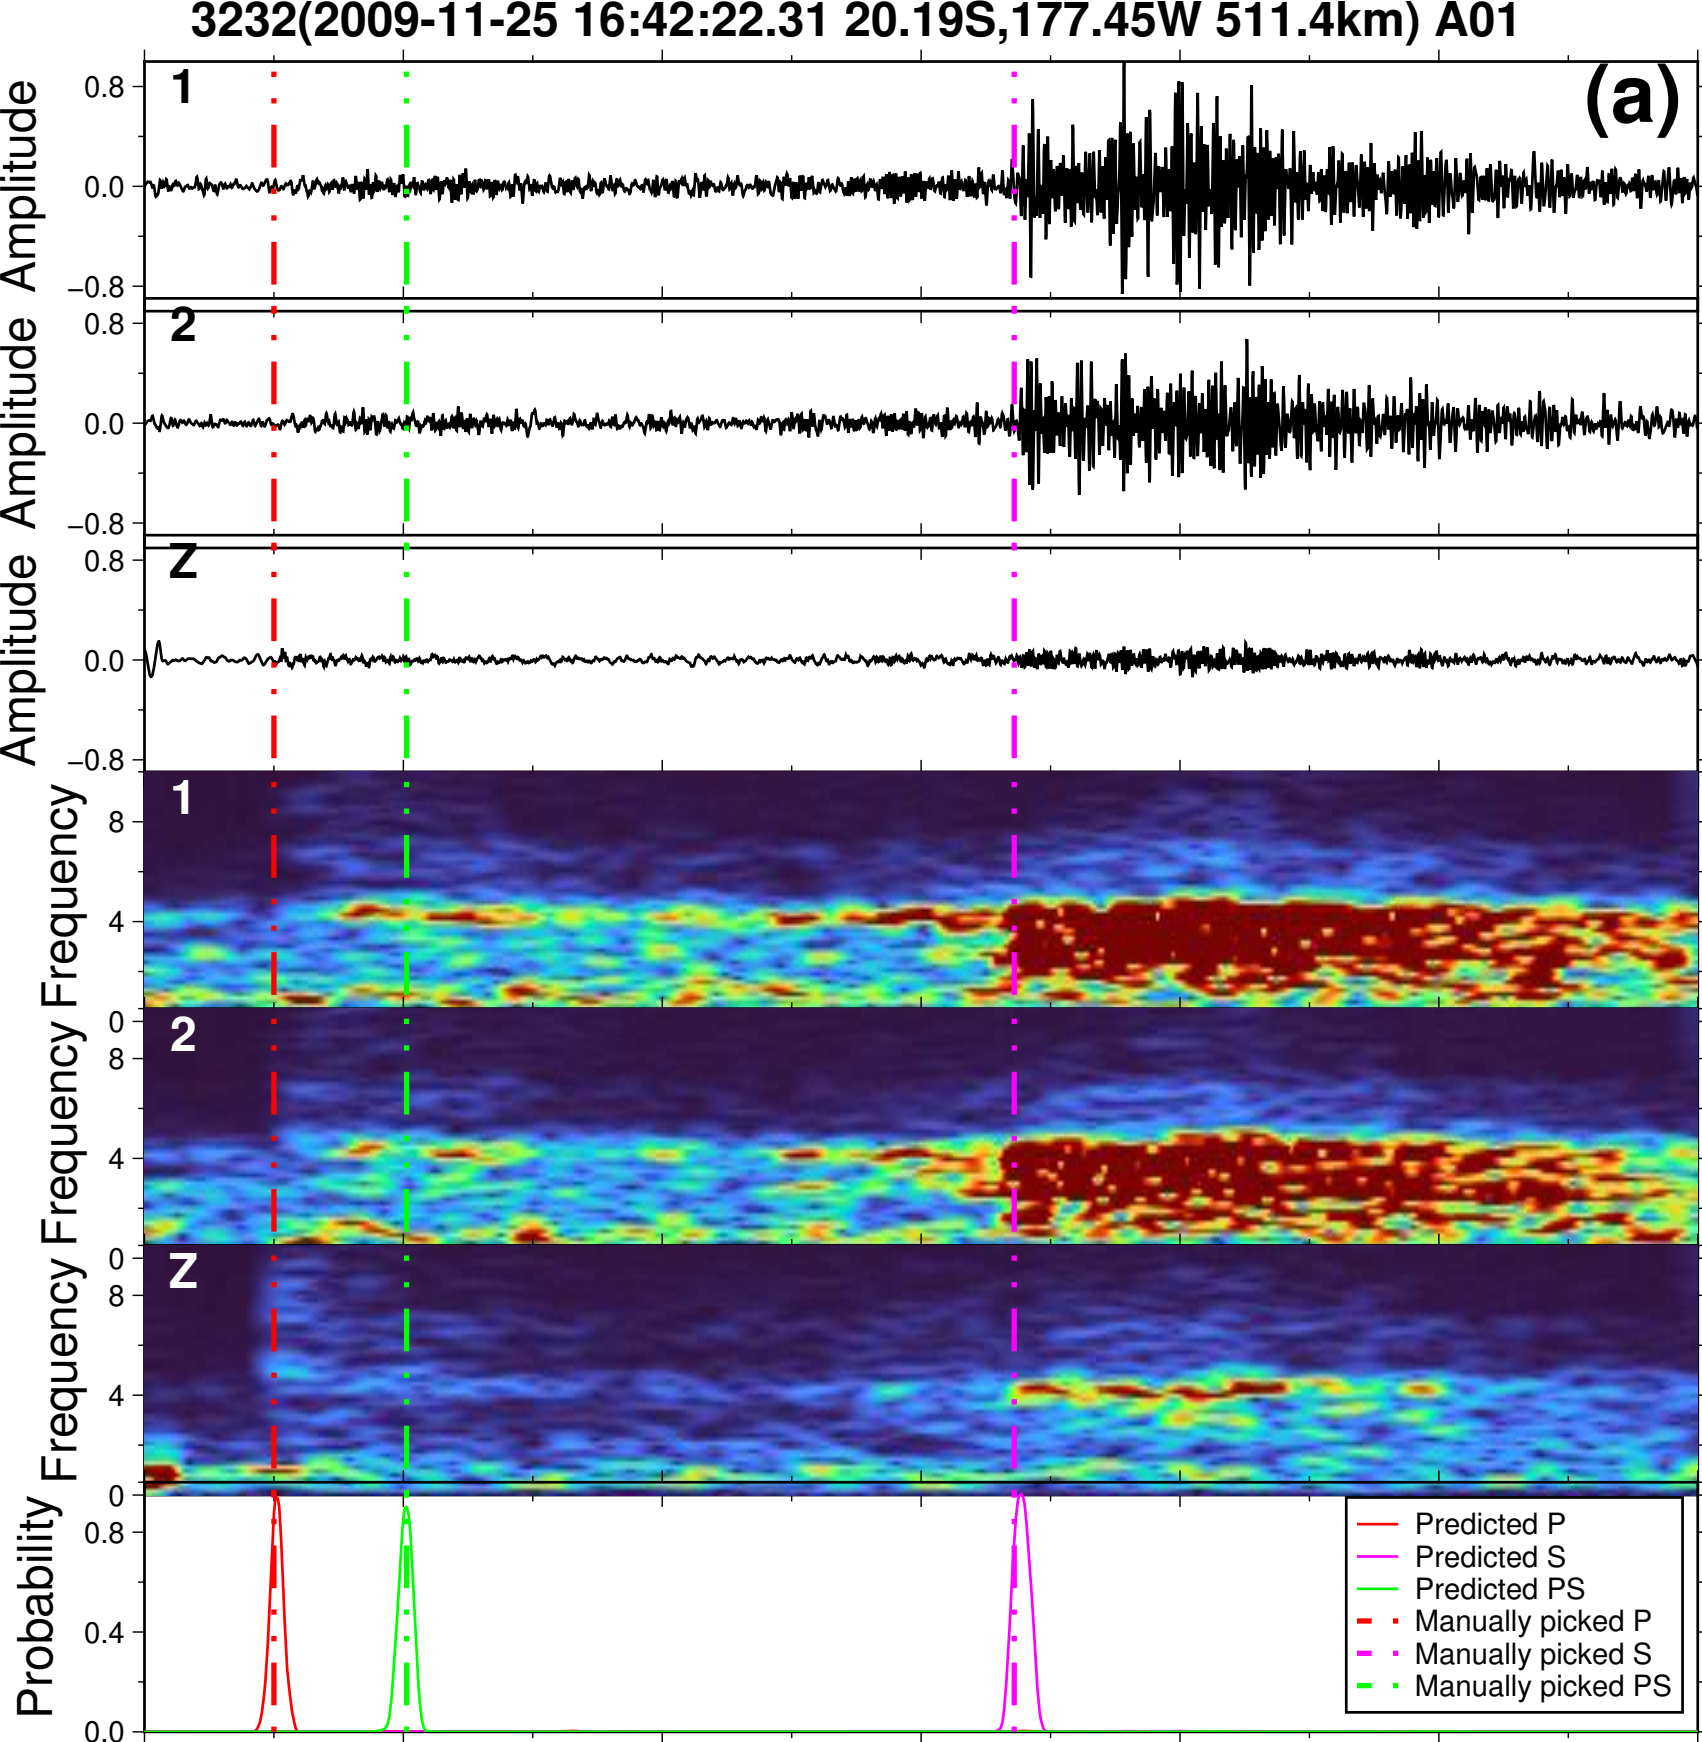 3232(2009-11-25 16:42:22.31 20.19S,177.45W 511.4km) A01
(a)
1
Amplitude
0.8
0.0
−0.8
2
Amplitude
0.8
0.0
−0.8
Z
Amplitude
0.8
0.0
−0.8
1
Frequency
8
4
0
2
Frequency
8
4
0
Z
Frequency
8
4
0
Probability
0.8
0.4
0.0
Predicted P
Predicted S
Predicted PS
Manually picked P
Manually picked S
Manually picked PS